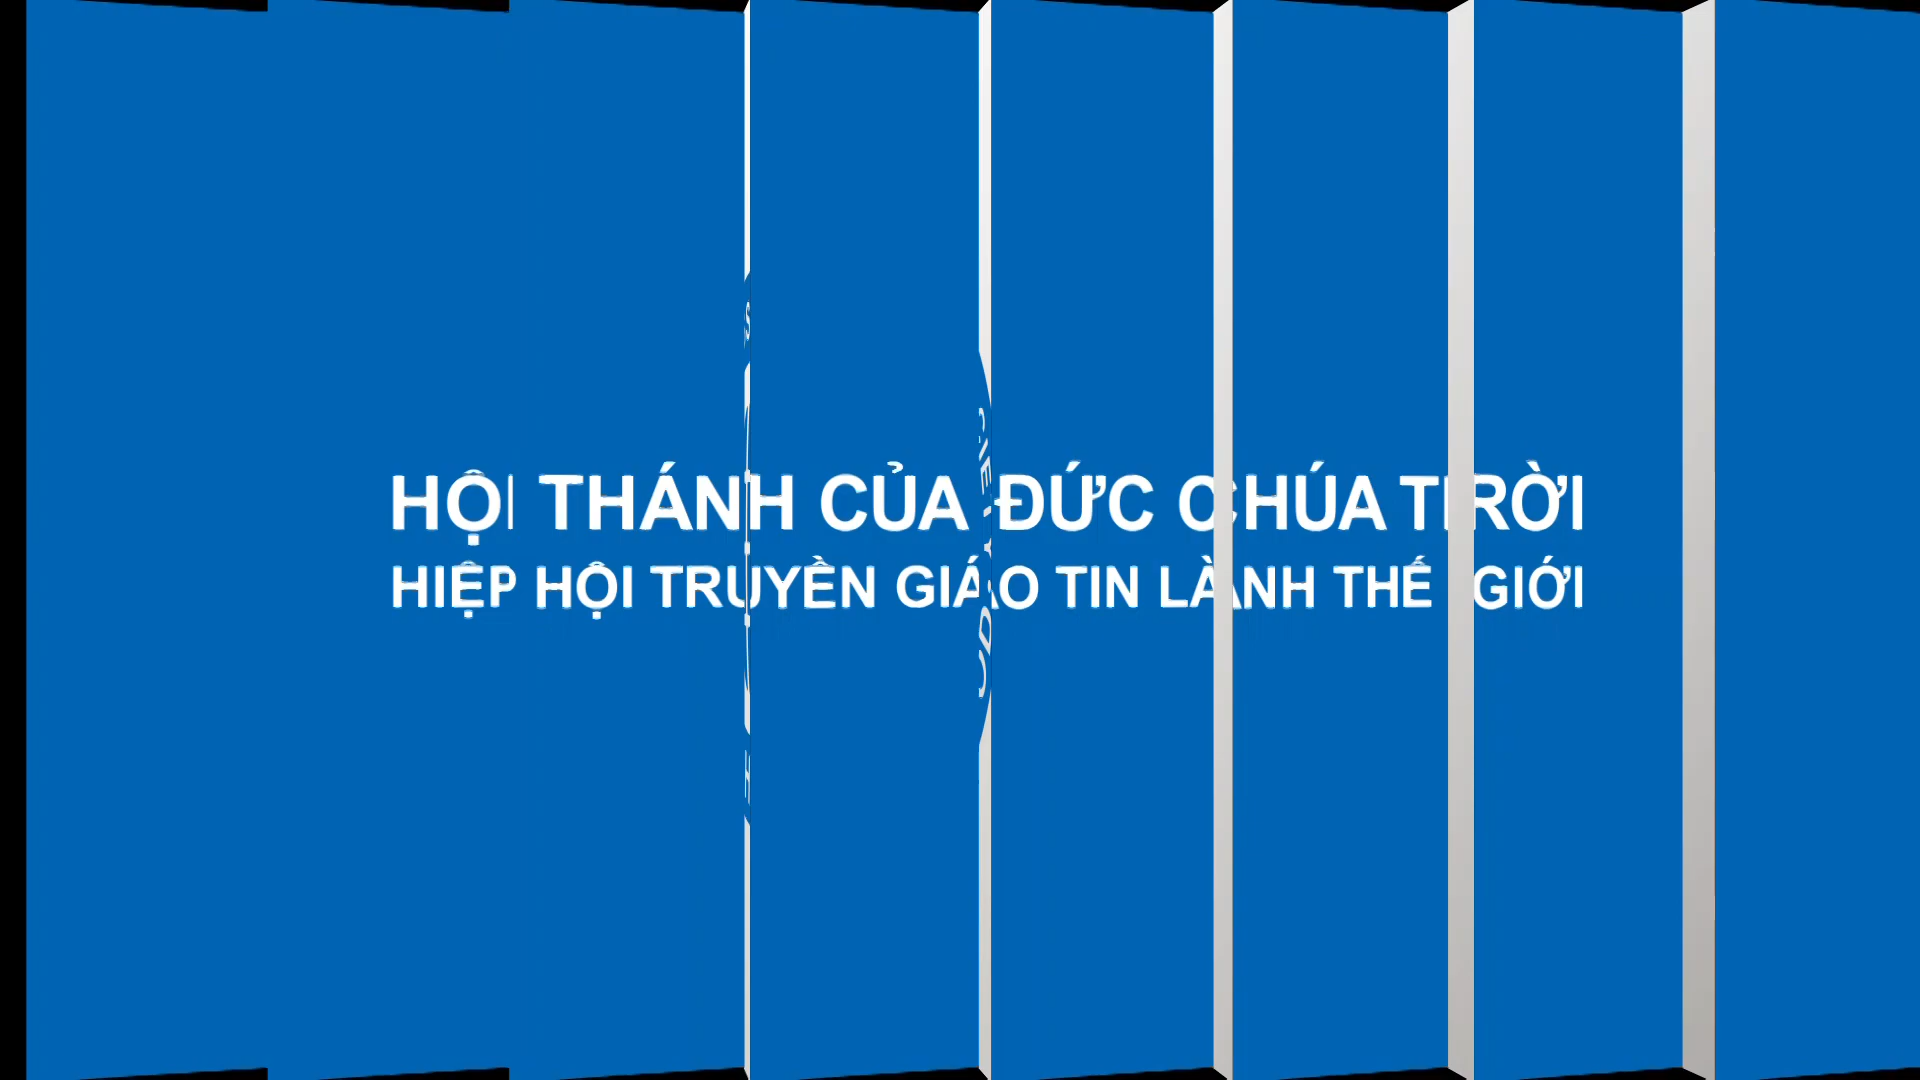 HỘI THÁNH CỦA ĐỨC CHÚA TRỜI
HIỆP HỘI TRUYỀN GIÁO TIN LÀNH THẾ GIỚI